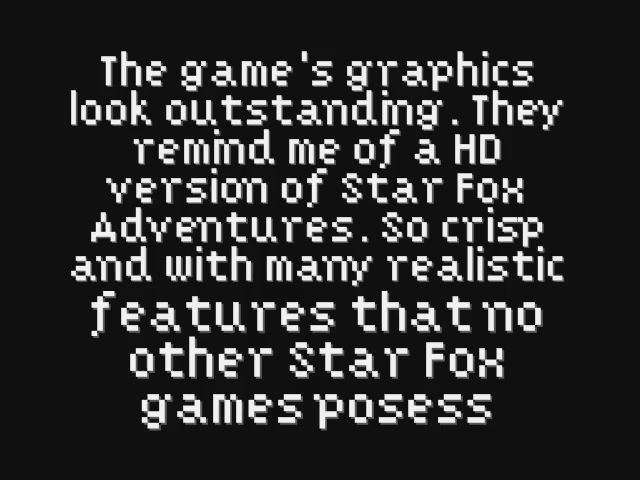 The game's graphics
look outstanding. They
remind me of a HD
version of Star Fox
Adventures. So crisp
and with many realistic
features that no
other Star Fox
games posess